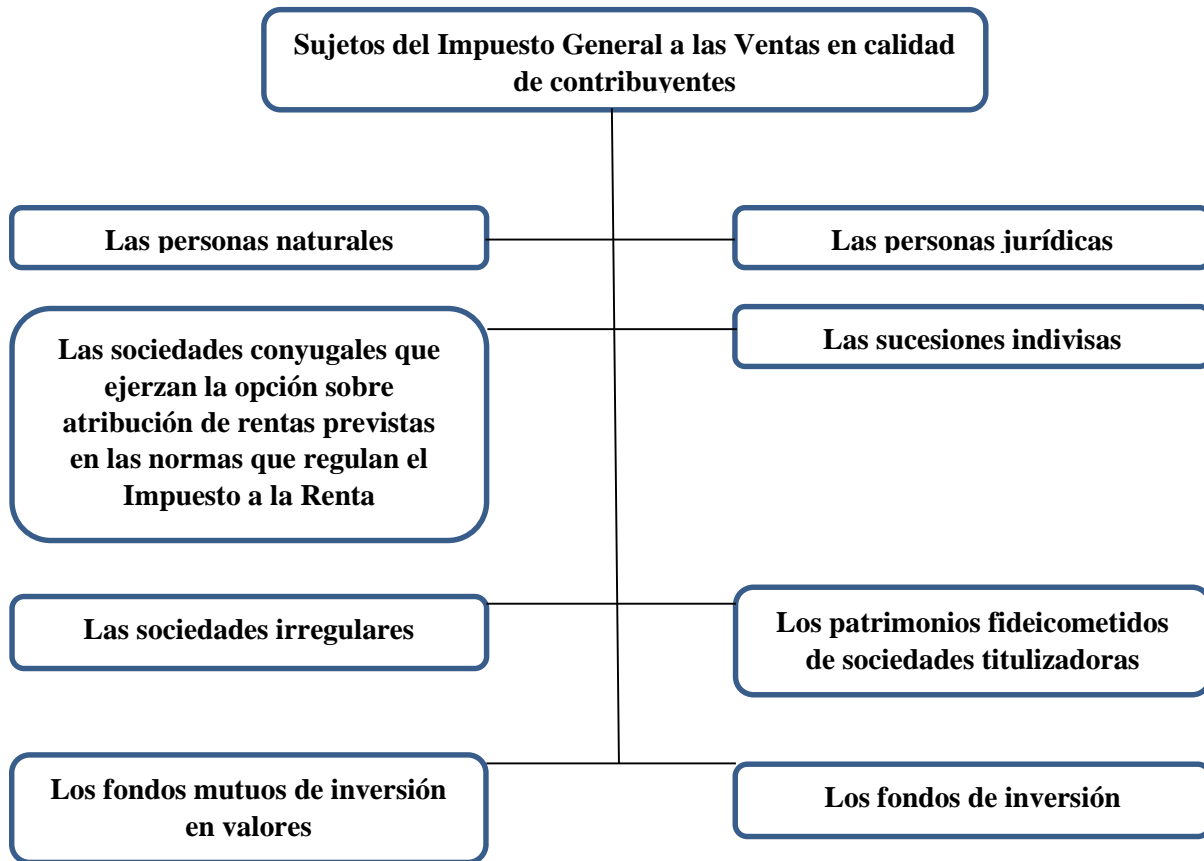 Sujetos del Impuesto General a las Ventas en calidad
de contribuyentes
Las personas naturales
Las personas jurídicas
Las sociedades conyugales que
ejerzan la opción sobre
atribución de rentas previstas
en las normas que regulan el
Impuesto a la Renta
Las sucesiones indivisas
Las sociedades irregulares
Los patrimonios fideicometidos
de sociedades titulizadoras
Los fondos mutuos de inversión
en valores
Los fondos de inversión